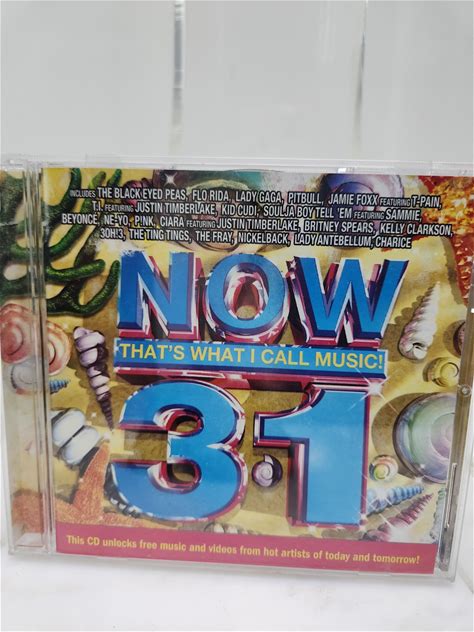 INCLUDES THE BLACK EYED PEAS, FLO RIDA, LADY GAGA, PITBULL, JAMIE FOXX FEATURING T-PAIN,
T.I. FEATURING JUSTIN TIMBERLAKE, KID CUDI, SOULJA BOY TELL 'EM FEATURING SAMMIE,
BEYONCE, NE-YO, P!NK, CIARA FEATURING JUSTIN TIMBERLAKE, BRITNEY SPEARS, KELLY CLARKSON,
3OH!3, THE TING TINGS, THE FRAY, NICKELBACK, LADY ANTEBELLUM, CHARICE
NOW
THAT'S WHAT I CALL MUSIC!
31
This CD unlocks free music and videos from hot artists of today and tomorrow!